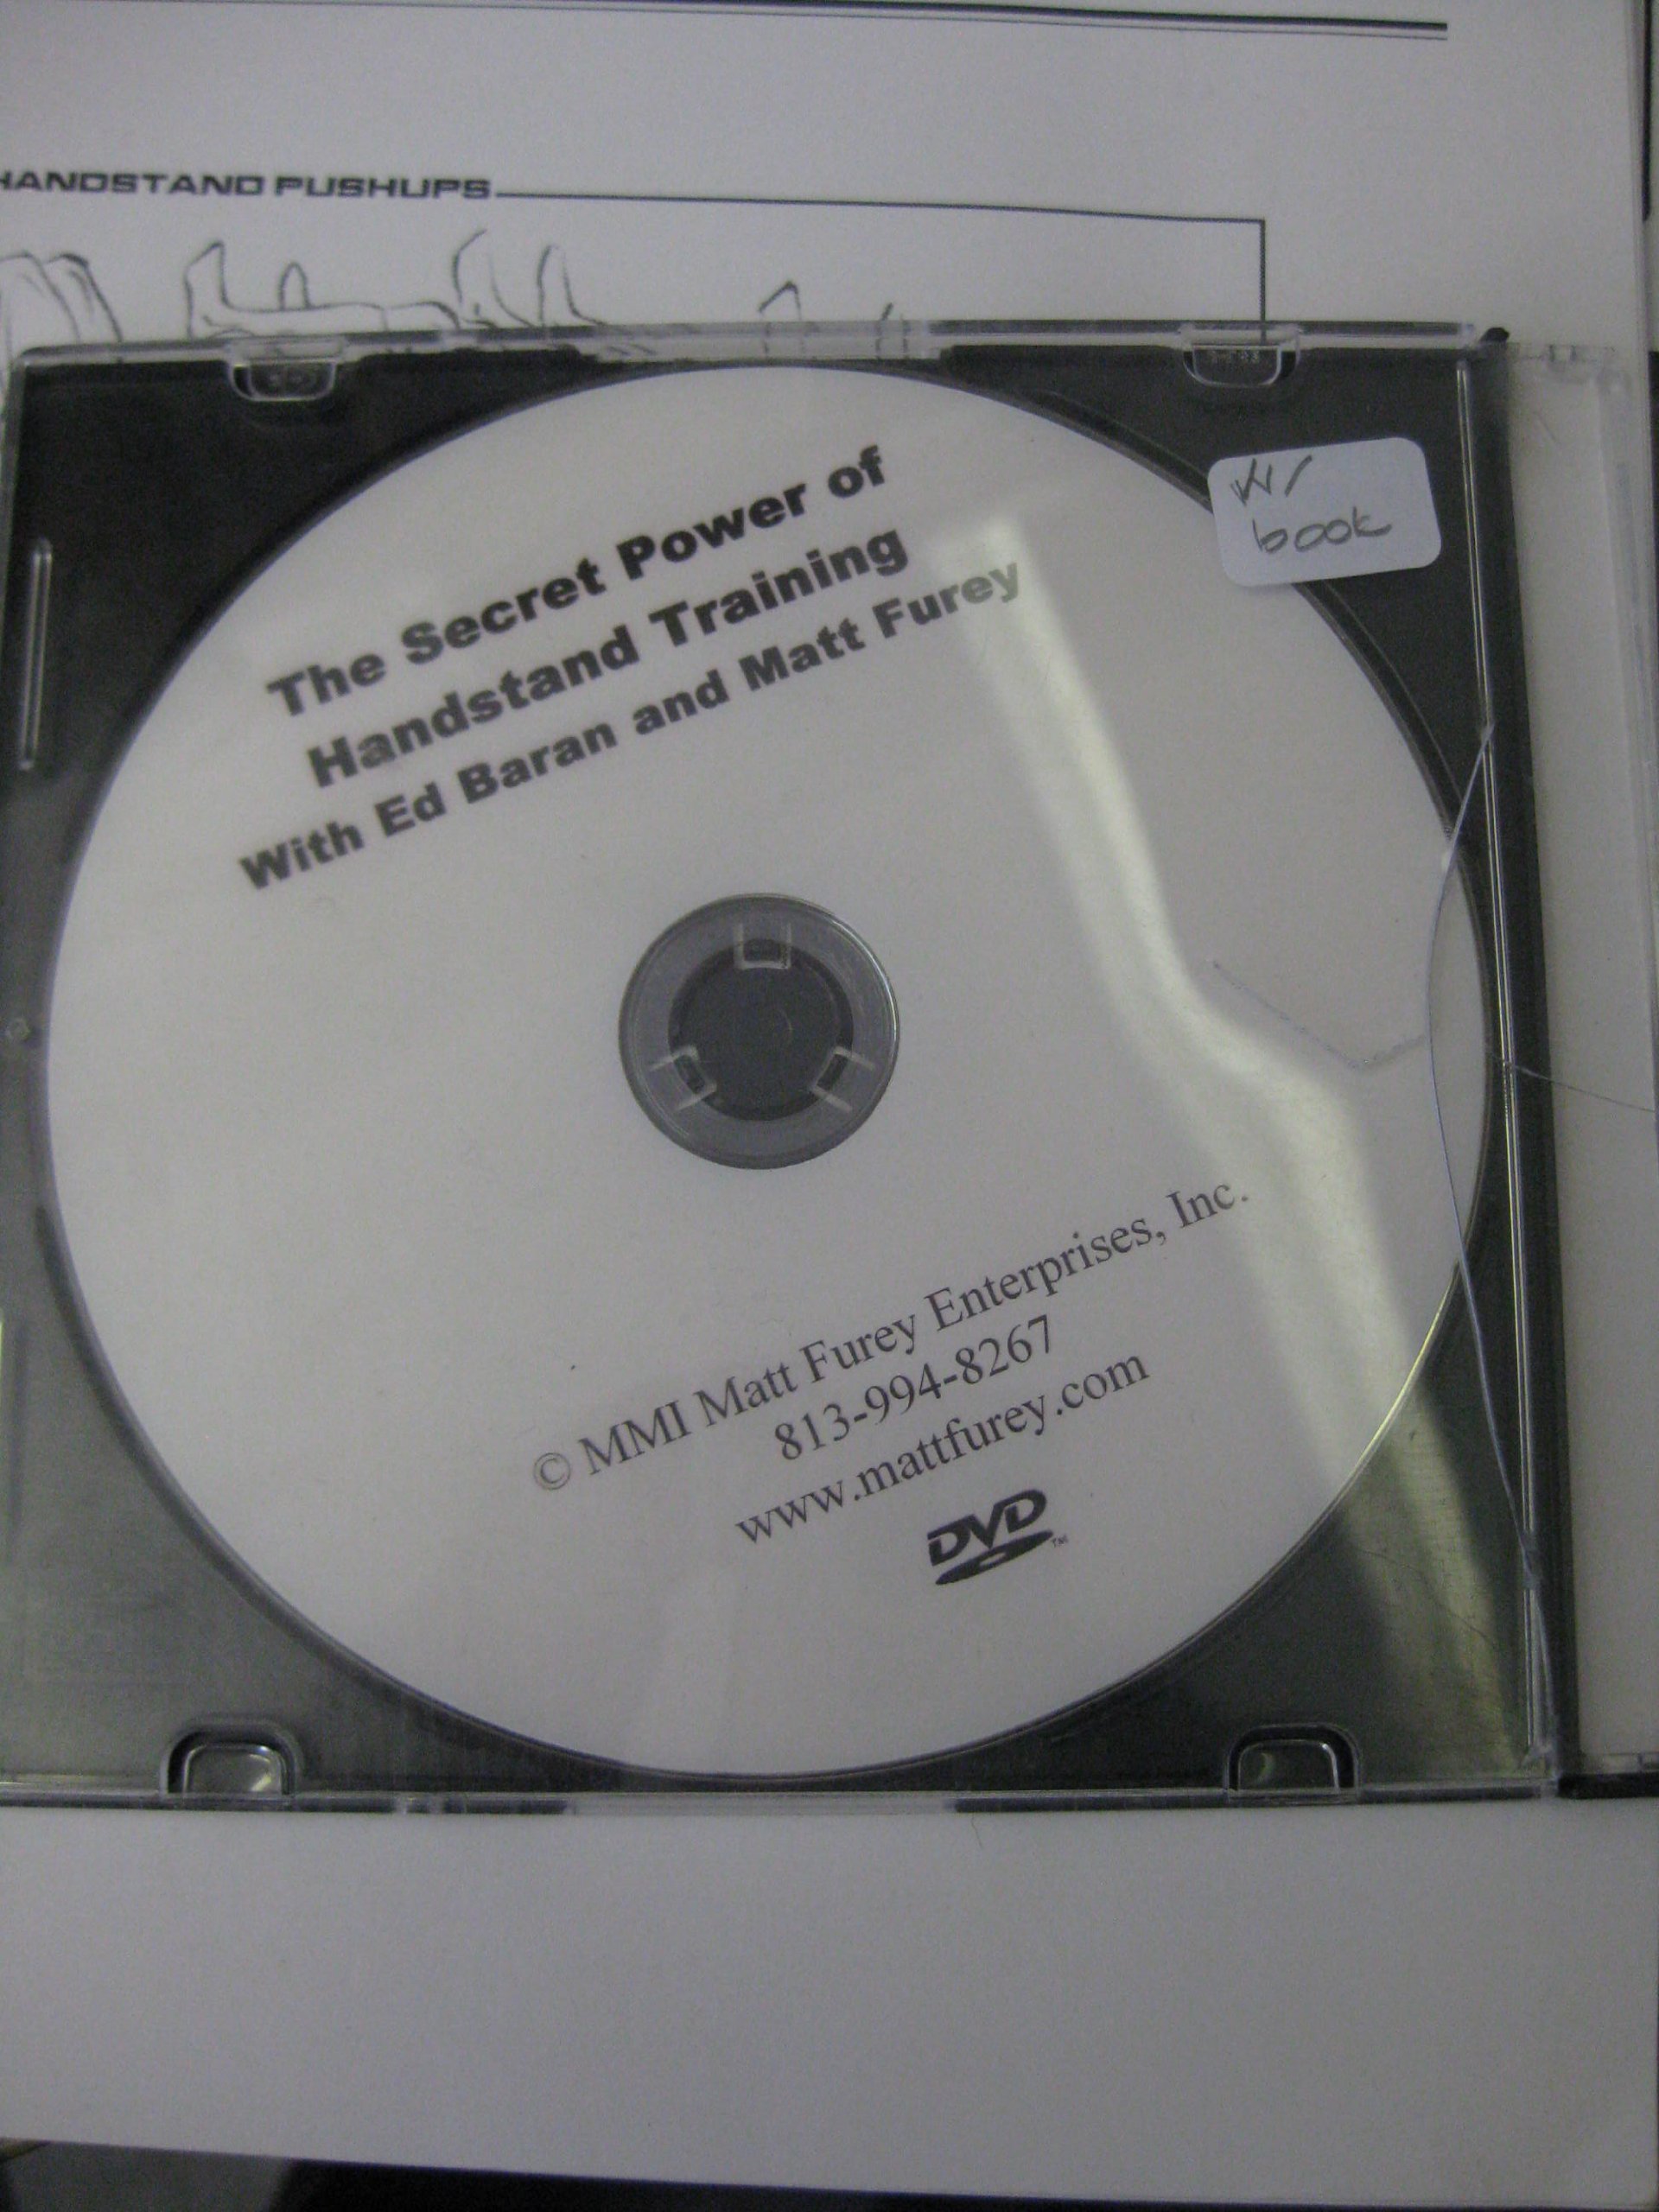 HANDSTAND PUSHUPS
w/
book
The Secret Power of
Handstand Training
With Ed Baran and Matt Furey
© MMI Matt Furey Enterprises, Inc.
813-994-8267
www.mattfurey.com
DVD™